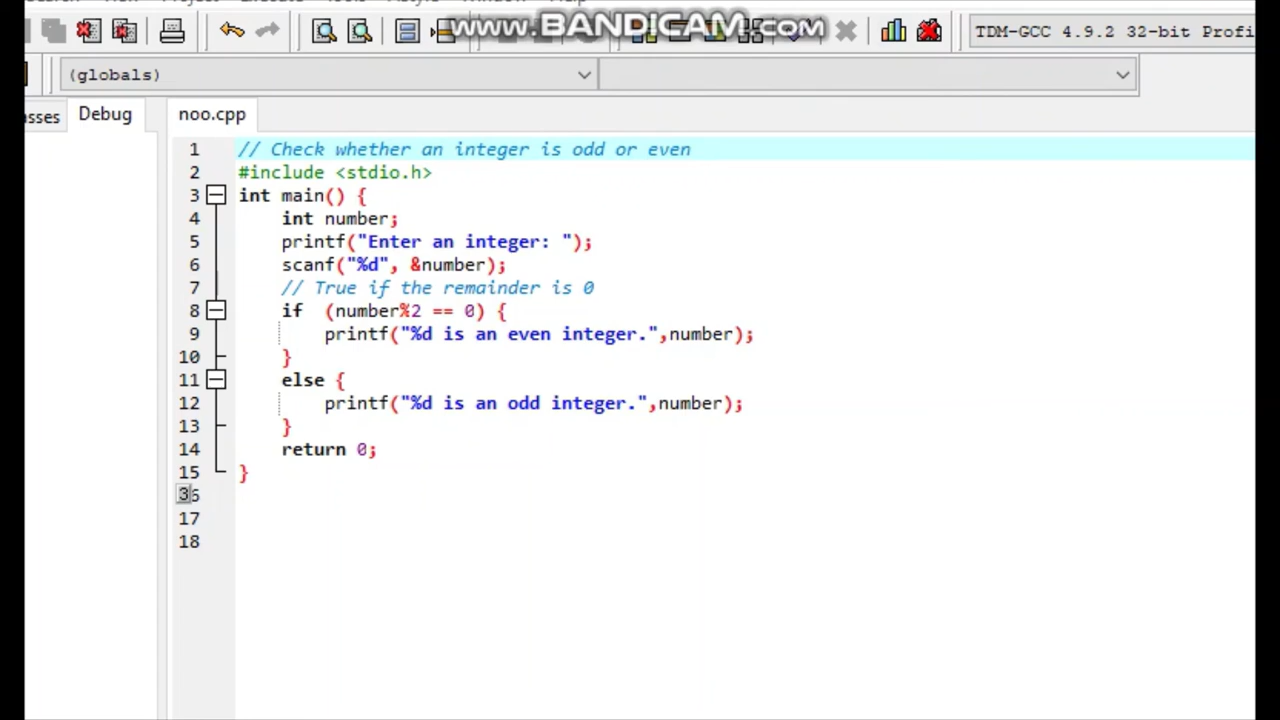 www.BANDICAM.com
TDM-GCC 4.9.2 32-bit Profi
(globals)
Debug
noo.cpp
1 // Check whether an integer is odd or even
2 #include <stdio.h>
3 int main() {
4 int number;
5 printf("Enter an integer: ");
6 scanf("%d", &number);
7 // True if the remainder is 0
8 if (number%2 == 0) {
9 printf("%d is an even integer.",number);
10 }
11 else {
12 printf("%d is an odd integer.",number);
13 }
14 return 0;
15 }
36
17
18